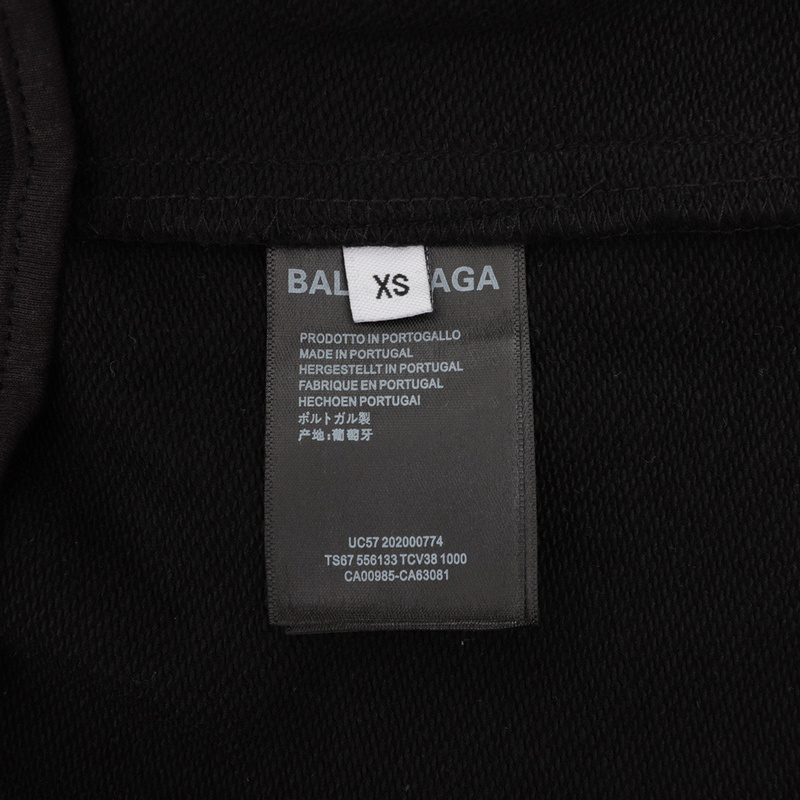 BAL AGA
XS
PRODOTTO IN PORTOGALLO
MADE IN PORTUGAL
HERGESTELLT IN PORTUGAL
FABRIQUE EN PORTUGAL
HECHOEN PORTUGAI
ポルトガル製
产地:葡萄牙
UC57 202000774
TS67 556133 TCV38 1000
CA00985-CA63081